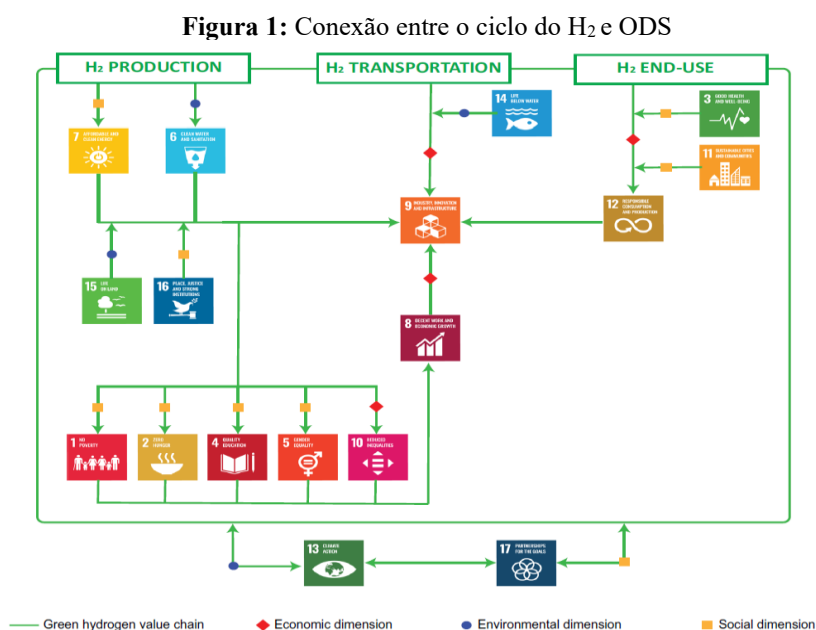 Figura 1: Conexão entre o ciclo do H2 e ODS
H2 PRODUCTION
H2 TRANSPORTATION
H2 END-USE
14 LIFE
BELOW WATER
3 GOOD HEALTH
AND WELL-BEING
7 AFFORDABLE AND
CLEAN ENERGY
6 CLEAN WATER
AND SANITATION
11 SUSTAINABLE CITIES
AND COMMUNITIES
9 INDUSTRY, INNOVATION
AND INFRASTRUCTURE
12 RESPONSIBLE
CONSUMPTION
AND PRODUCTION
15 LIFE
ON LAND
16 PEACE, JUSTICE
AND STRONG
INSTITUTIONS
8 DECENT WORK AND
ECONOMIC GROWTH
1 NO
POVERTY
2 ZERO
HUNGER
4 QUALITY
EDUCATION
5 GENDER
EQUALITY
10 REDUCED
INEQUALITIES
13 CLIMATE
ACTION
17 PARTNERSHIPS
FOR THE GOALS
Green hydrogen value chain
Economic dimension
Environmental dimension
Social dimension